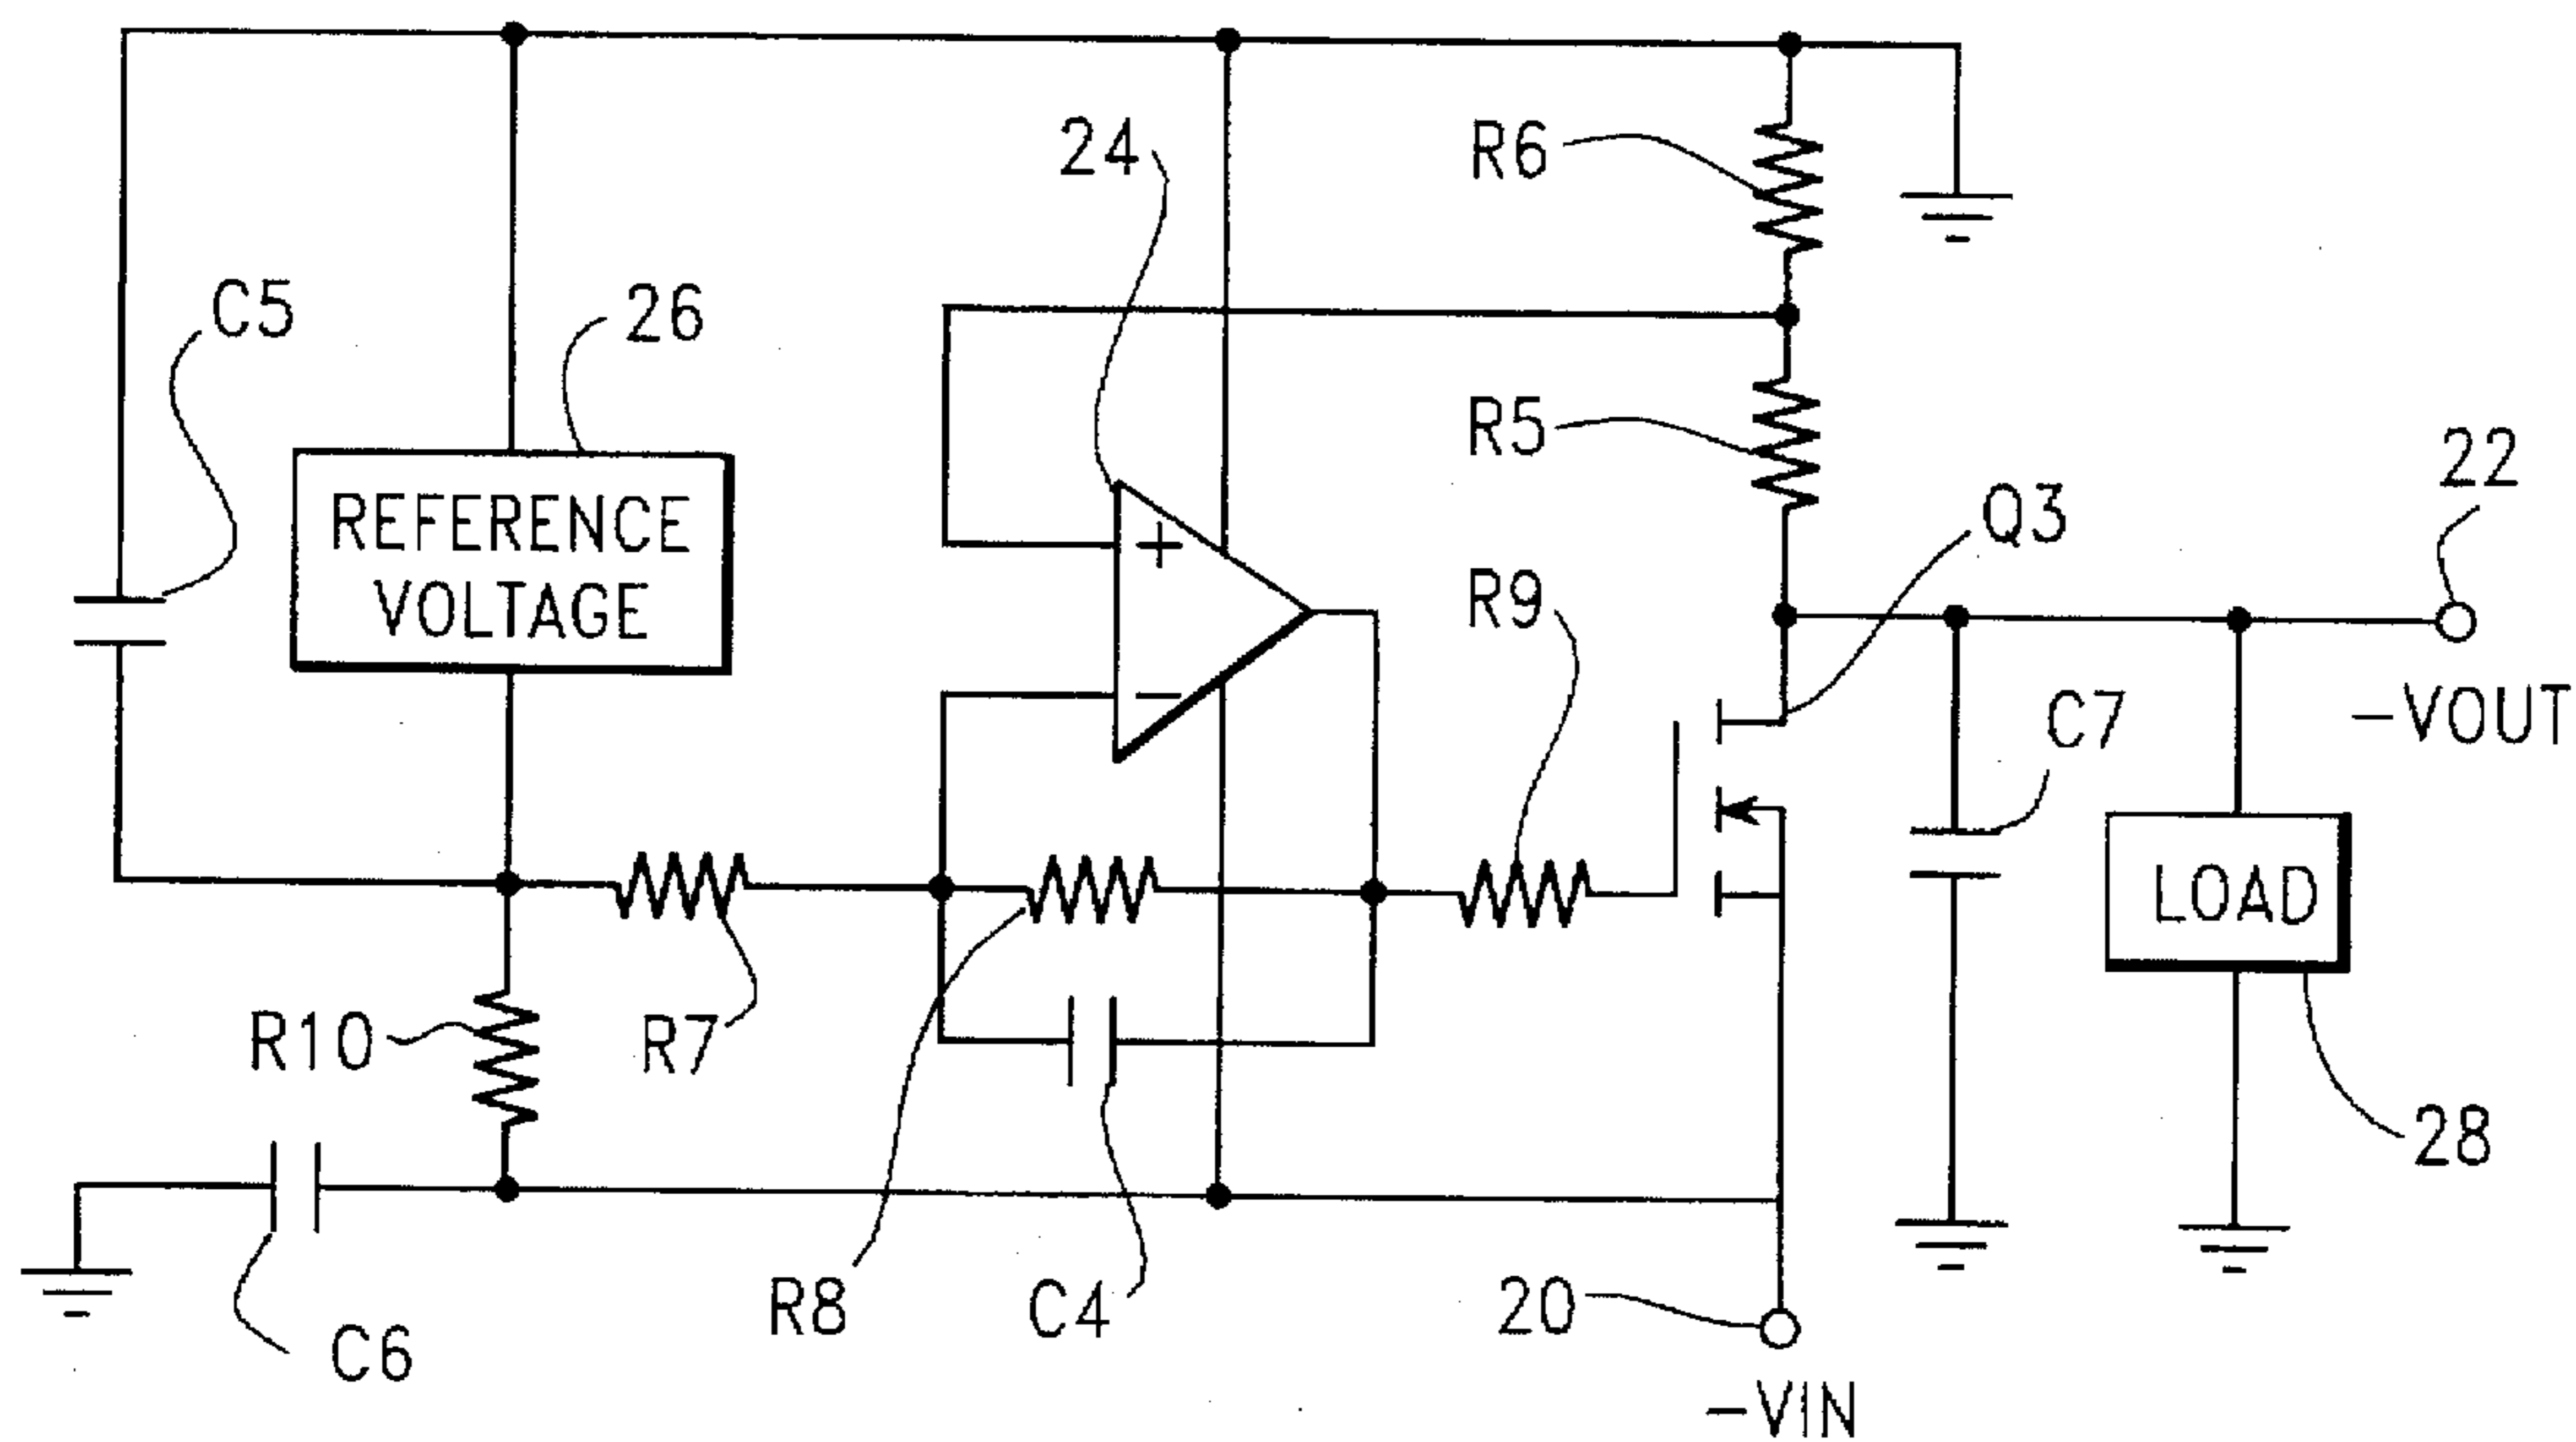 24
R6
C5
26
R5
22
REFERENCE
VOLTAGE
+
Q3
R9
−
−VOUT
C7
LOAD
R10
R7
28
R8
C4
20
C6
−VIN